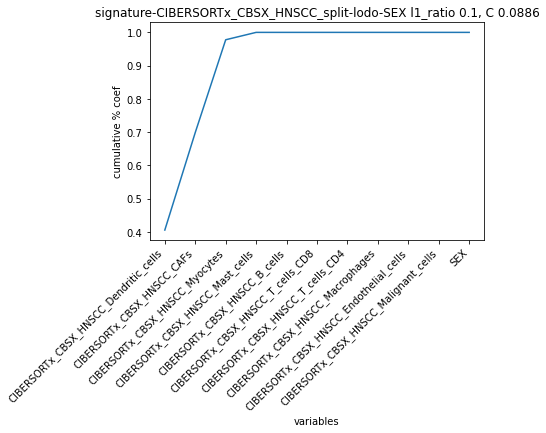 signature-CIBERSORTx_CBSX_HNSCC_split-lodo-SEX l1_ratio 0.1, C 0.0886
cumulative % coef
1.0
0.9
0.8
0.7
0.6
0.5
0.4
CIBERSORTx_CBSX_HNSCC_Dendritic_cells
CIBERSORTx_CBSX_HNSCC_CAFs
CIBERSORTx_CBSX_HNSCC_Myocytes
CIBERSORTx_CBSX_HNSCC_Mast_cells
CIBERSORTx_CBSX_HNSCC_B_cells
CIBERSORTx_CBSX_HNSCC_T_cells_CD8
CIBERSORTx_CBSX_HNSCC_T_cells_CD4
CIBERSORTx_CBSX_HNSCC_Macrophages
CIBERSORTx_CBSX_HNSCC_Endothelial_cells
CIBERSORTx_CBSX_HNSCC_Malignant_cells
SEX
variables